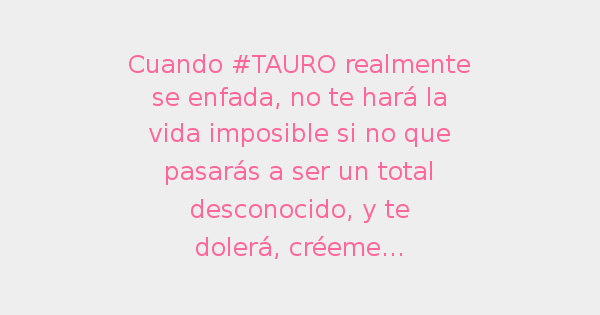 Cuando #TAURO realmente
se enfada, no te hará la
vida imposible si no que
pasarás a ser un total
desconocido, y te
dolerá, créeme...